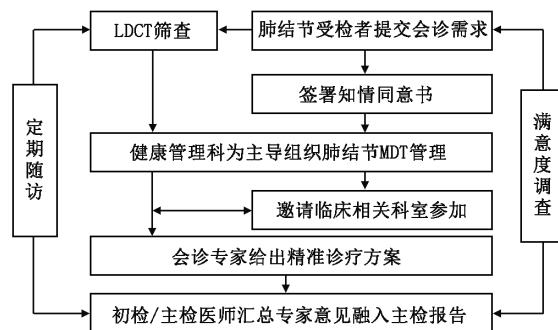 LDCT筛查
肺结节受检者提交会诊需求
签署知情同意书
定期随访
满意度调查
健康管理科为主导组织肺结节MDT管理
邀请临床相关科室参加
会诊专家给出精准诊疗方案
初检/主检医师汇总专家意见融入主检报告